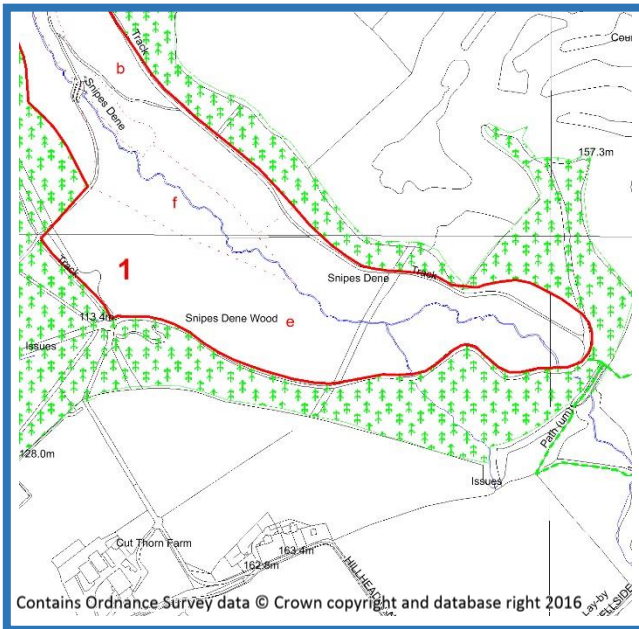 Track
b
Cou
Snipes Dene
157.3m
f
1
Track
Snipes Dene
Track
113.4m
Snipes Dene Wood
e
Issues
Path (um)
128.0m
Issues
Cut Thorn Farm
163.4m
162.8m
HILLHEAD
Lay-by
ELLSIDE
Contains Ordnance Survey data © Crown copyright and database right 2016